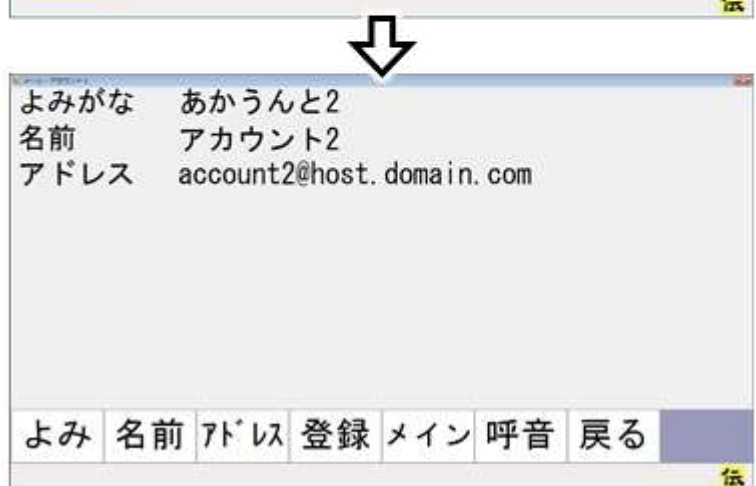 伝
よみがな あかうんと2
名前 アカウント2
アドレス account2@host.domain.com
よみ 名前 ｱﾄﾞﾚｽ 登録 メイン 呼音 戻る
伝